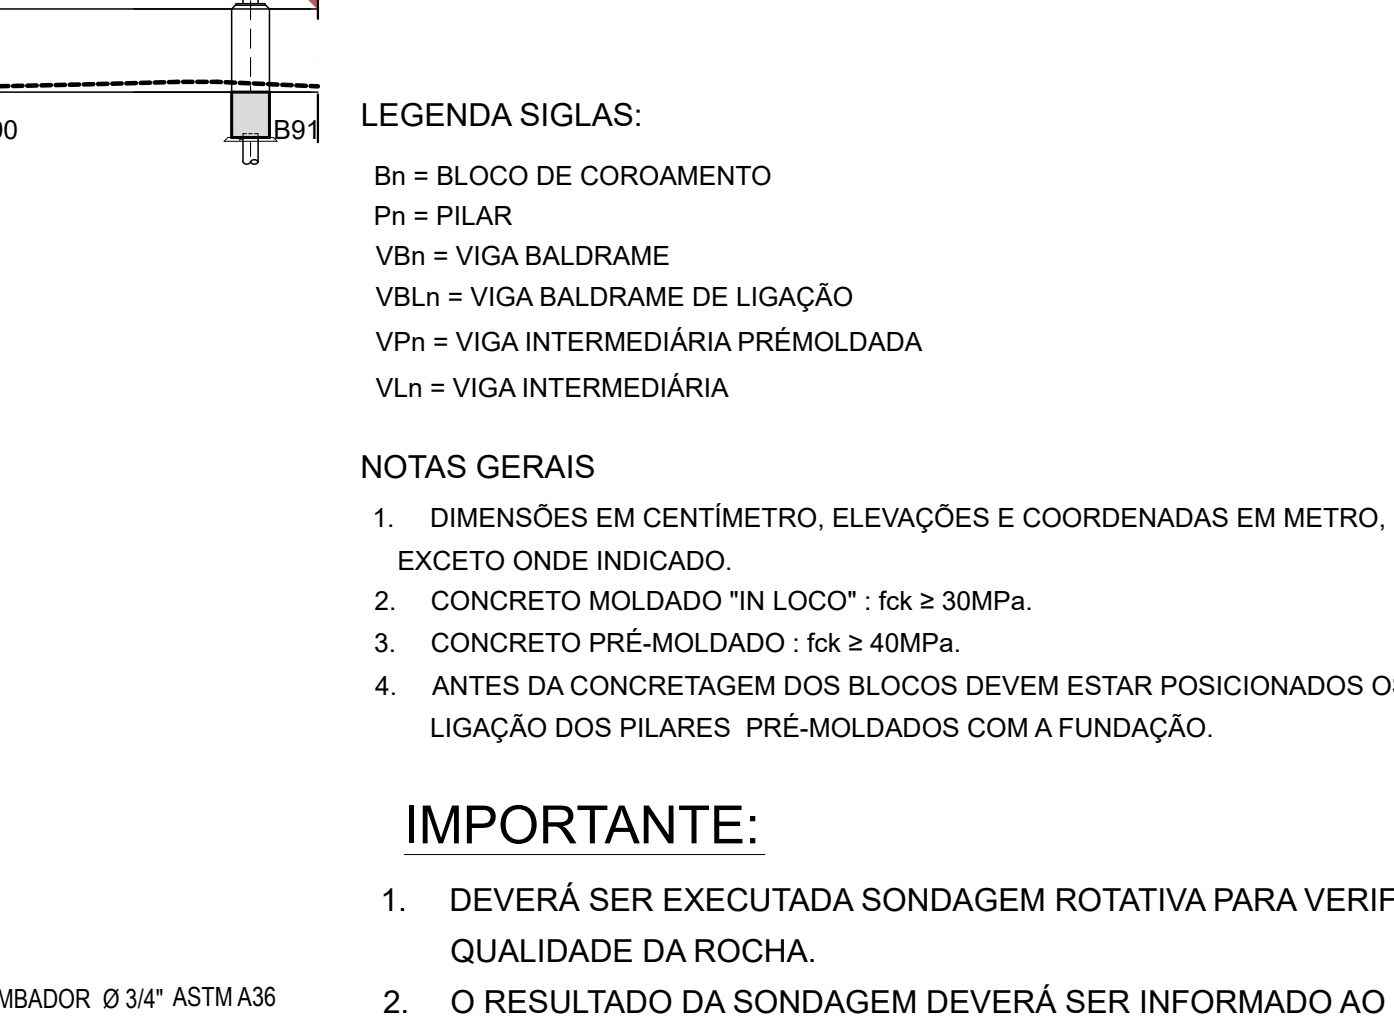 B91
LEGENDA SIGLAS:
Bn = BLOCO DE COROAMENTO
Pn = PILAR
VBn = VIGA BALDRAME
VBLn = VIGA BALDRAME DE LIGAÇÃO
VPn = VIGA INTERMEDIÁRIA PRÉMOLDADA
VLn = VIGA INTERMEDIÁRIA
NOTAS GERAIS
1. DIMENSÕES EM CENTÍMETRO, ELEVAÇÕES E COORDENADAS EM METRO,
EXCETO ONDE INDICADO.
2. CONCRETO MOLDADO "IN LOCO" : fck ≥ 30MPa.
3. CONCRETO PRÉ-MOLDADO : fck ≥ 40MPa.
4. ANTES DA CONCRETAGEM DOS BLOCOS DEVEM ESTAR POSICIONADOS
LIGAÇÃO DOS PILARES PRÉ-MOLDADOS COM A FUNDAÇÃO.
IMPORTANTE:
1. DEVERÁ SER EXECUTADA SONDAGEM ROTATIVA PARA
QUALIDADE DA ROCHA.
2. O RESULTADO DA SONDAGEM DEVERÁ SER INFORMADO AO
Ø 3/4" ASTM A36